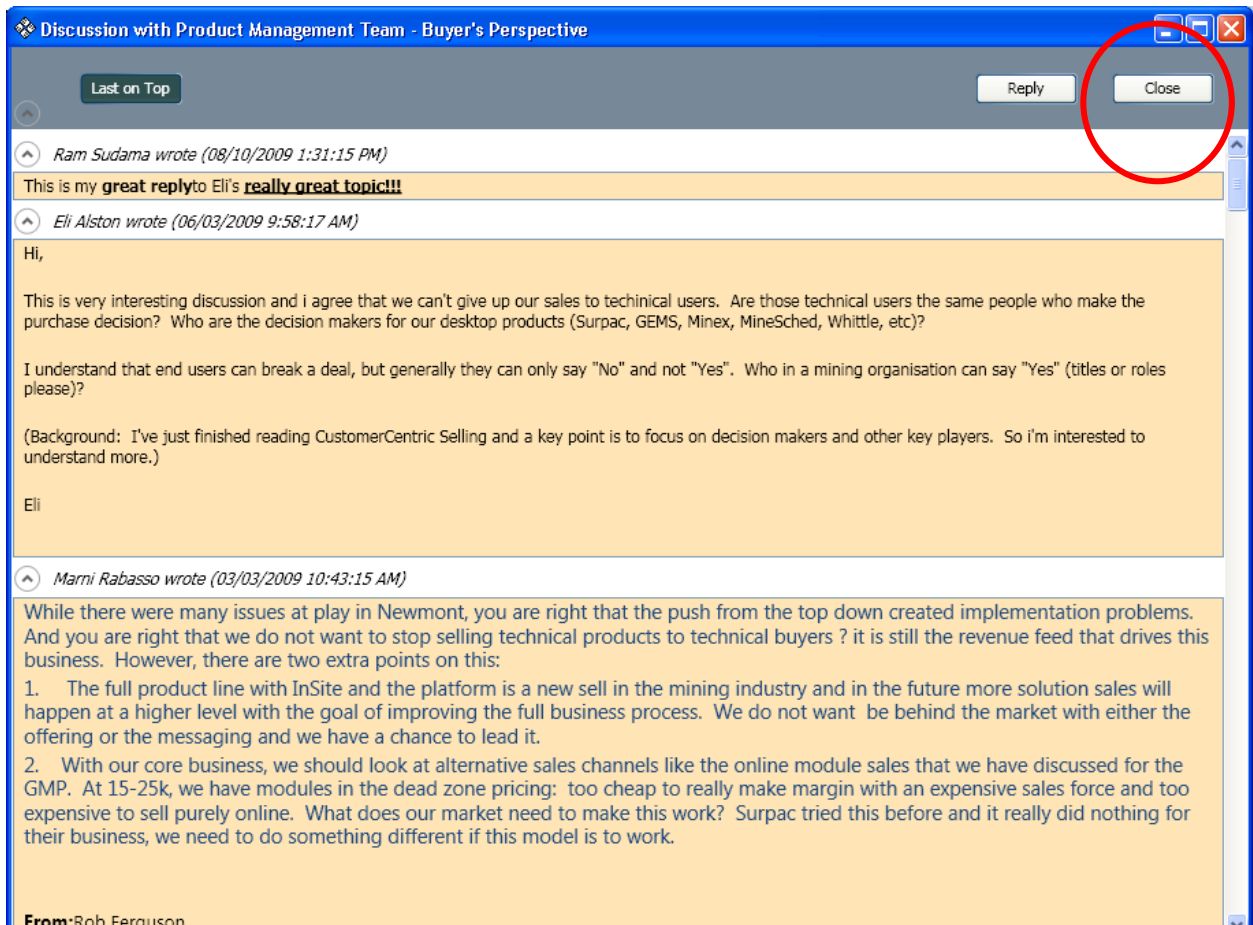 Discussion with Product Management Team - Buyer's Perspective
Last on Top
Reply
Close
Ram Sudama wrote (08/10/2009 1:31:15 PM)
This is my great replyto Eli's really great topic!!!
Eli Alston wrote (06/03/2009 9:58:17 AM)
Hi,
This is very interesting discussion and i agree that we can't give up our sales to techinical users.  Are those technical users the same people who make the
purchase decision?  Who are the decision makers for our desktop products (Surpac, GEMS, Minex, MineSched, Whittle, etc)?
I understand that end users can break a deal, but generally they can only say "No" and not "Yes".  Who in a mining organisation can say "Yes" (titles or roles
please)?
(Background:  I've just finished reading CustomerCentric Selling and a key point is to focus on decision makers and other key players.  So i'm interested to
understand more.)
Eli
Marni Rabasso wrote (03/03/2009 10:43:15 AM)
While there were many issues at play in Newmont, you are right that the push from the top down created implementation problems.
And you are right that we do not want to stop selling technical products to technical buyers ? it is still the revenue feed that drives this
business.  However, there are two extra points on this:
1.    The full product line with InSite and the platform is a new sell in the mining industry and in the future more solution sales will
happen at a higher level with the goal of improving the full business process.  We do not want  be behind the market with either the
offering or the messaging and we have a chance to lead it.
2.    With our core business, we should look at alternative sales channels like the online module sales that we have discussed for the
GMP.  At 15-25k, we have modules in the dead zone pricing:  too cheap to really make margin with an expensive sales force and too
expensive to sell purely online.  What does our market need to make this work?  Surpac tried this before and it really did nothing for
their business, we need to do something different if this model is to work.
From:Rob Ferguson